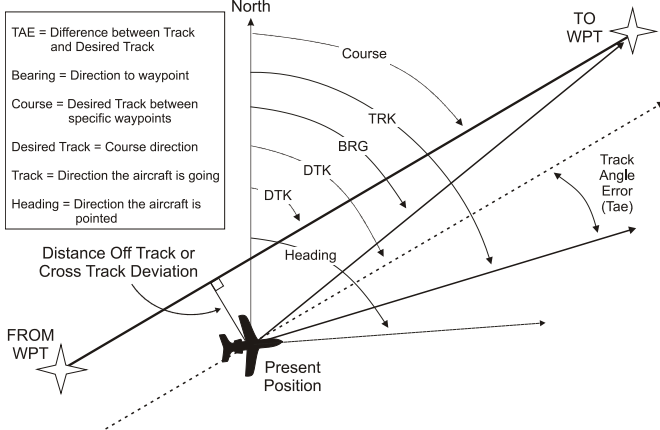 TAE = Difference between Track
and Desired Track
Bearing = Direction to waypoint
Course = Desired Track between
specific waypoints
Desired Track = Course direction
Track = Direction the aircraft is going
Heading = Direction the aircraft is
pointed
North
TO
WPT
Course
TRK
BRG
DTK
DTK
Heading
Track
Angle
Error
(Tae)
Distance Off Track or
Cross Track Deviation
FROM
WPT
Present
Position